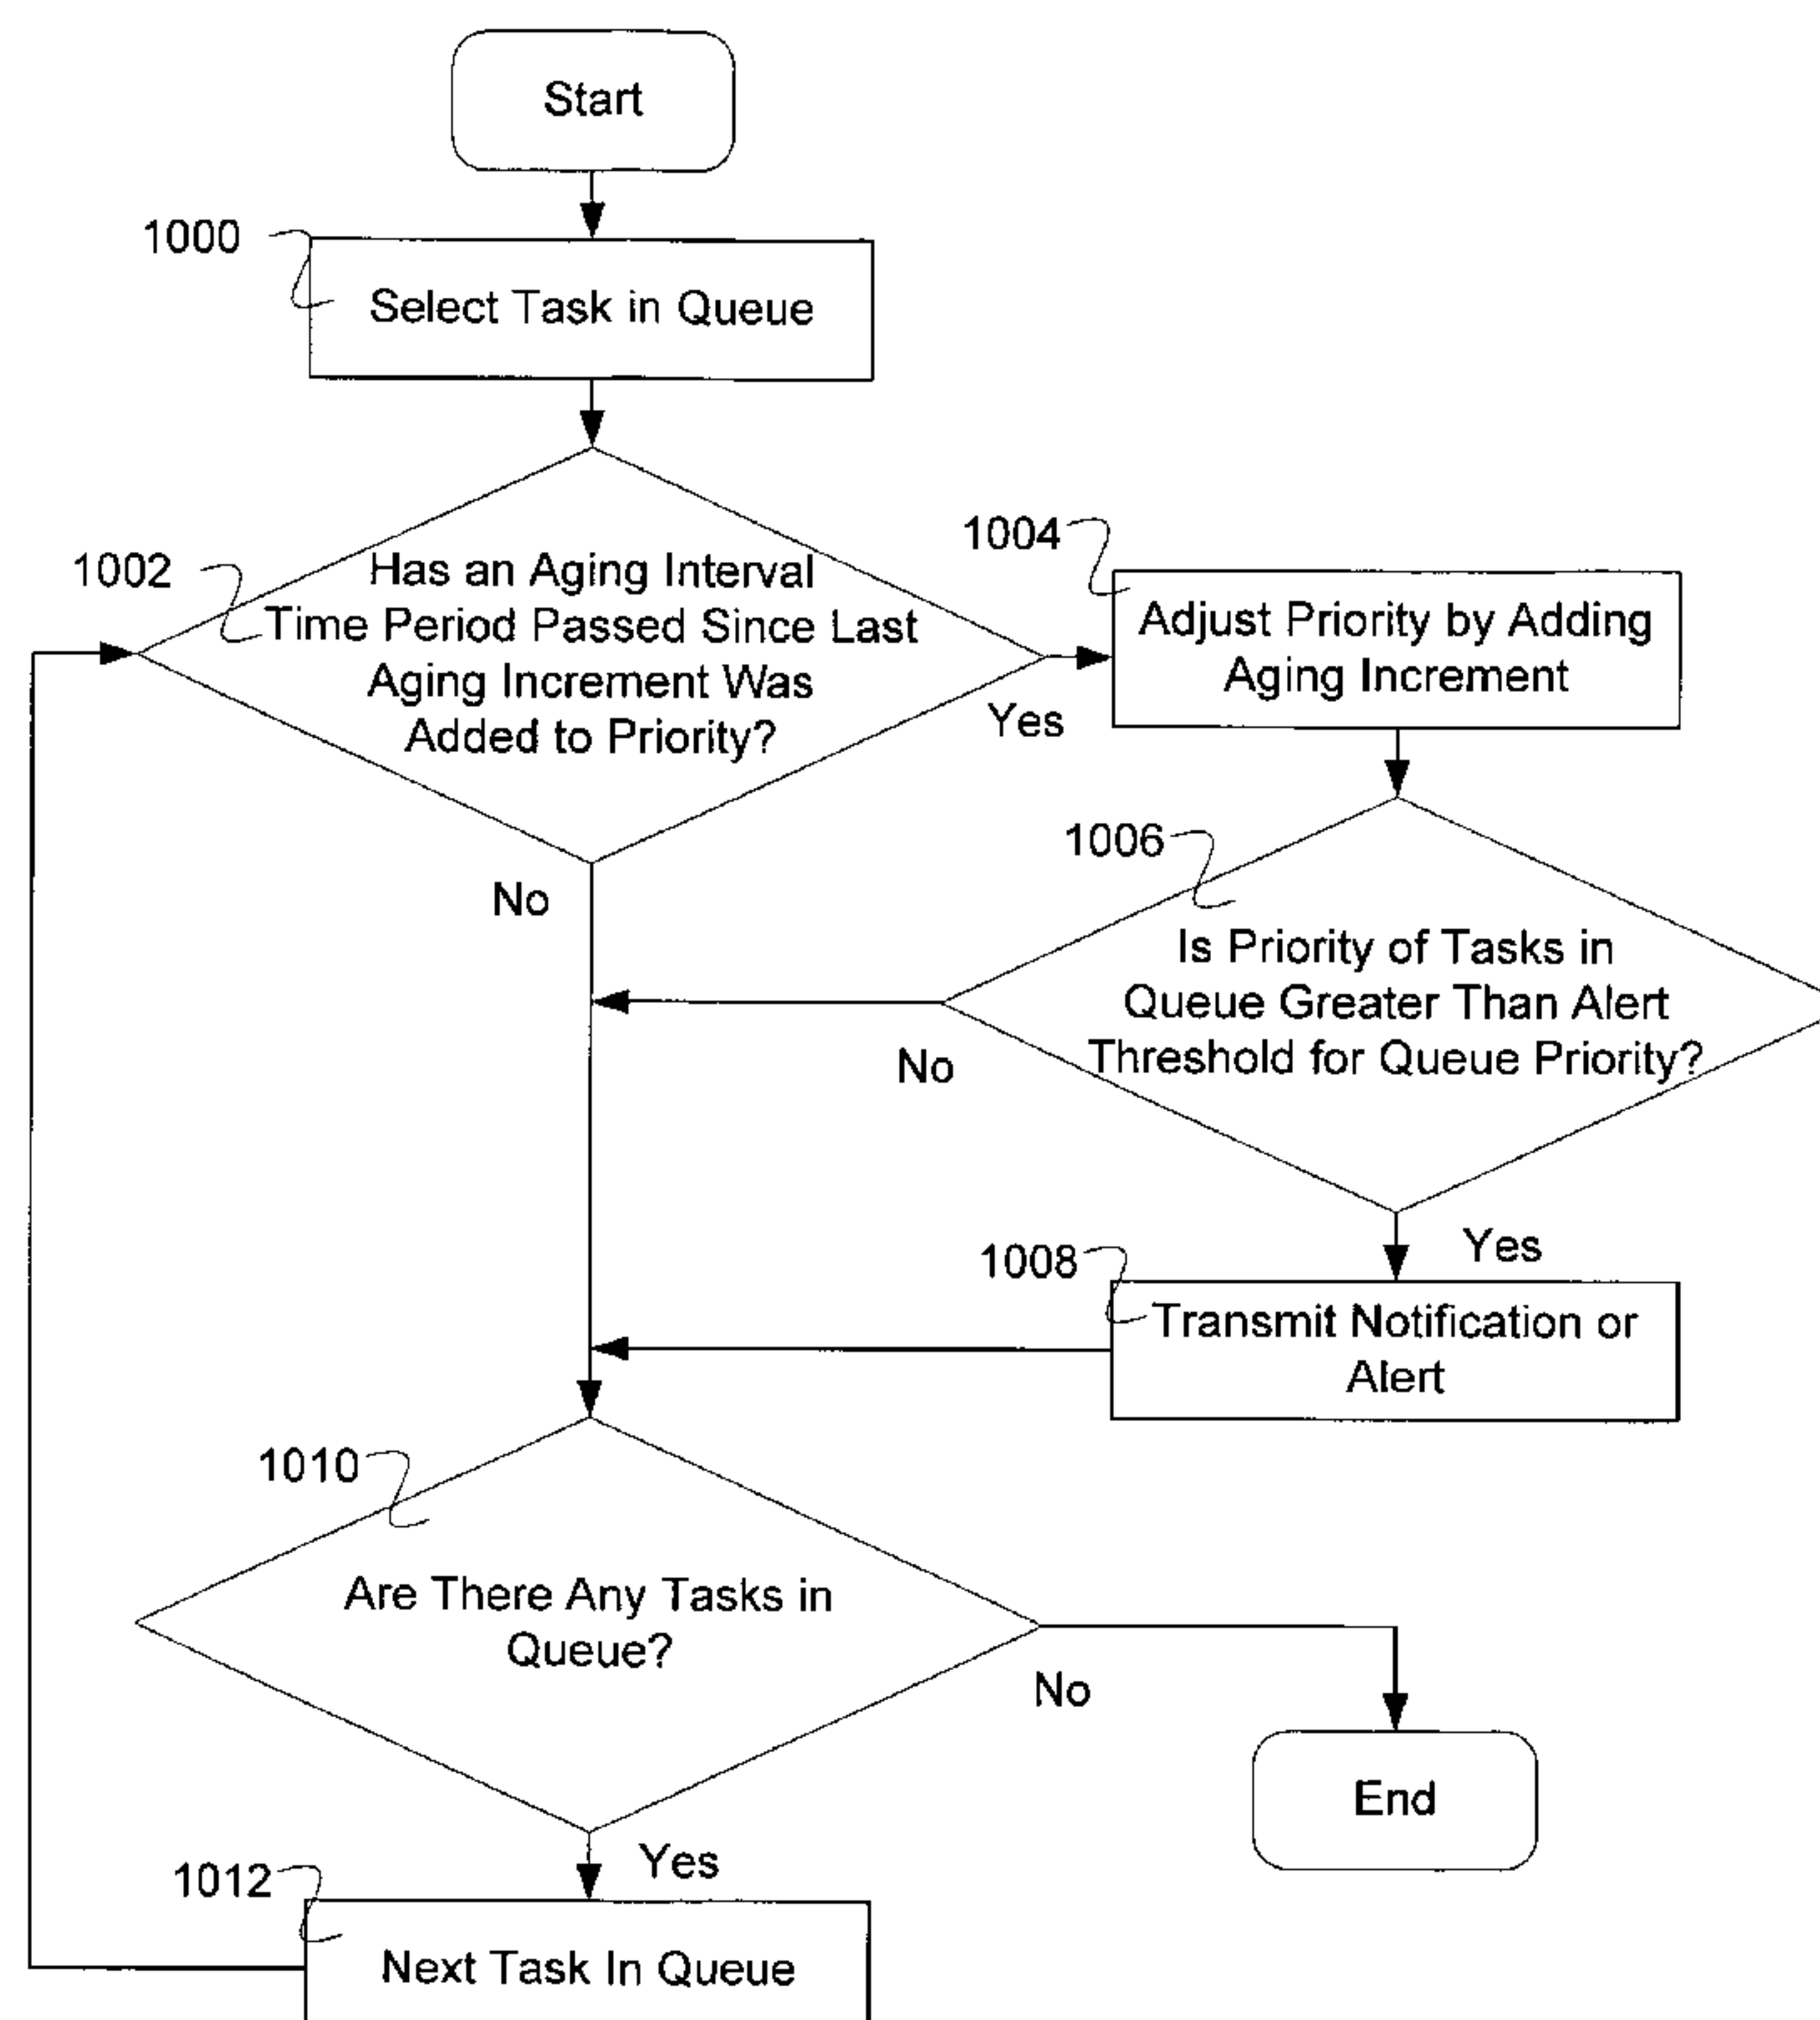 Start
1000
Select Task in Queue
1002
Has an Aging Interval
Time Period Passed Since Last
Aging Increment Was
Added to Priority?
Yes
No
1004
Adjust Priority by Adding
Aging Increment
1006
Is Priority of Tasks in
Queue Greater Than Alert
Threshold for Queue Priority?
No
Yes
1008
Transmit Notification or
Alert
1010
Are There Any Tasks in
Queue?
No
End
Yes
1012
Next Task In Queue